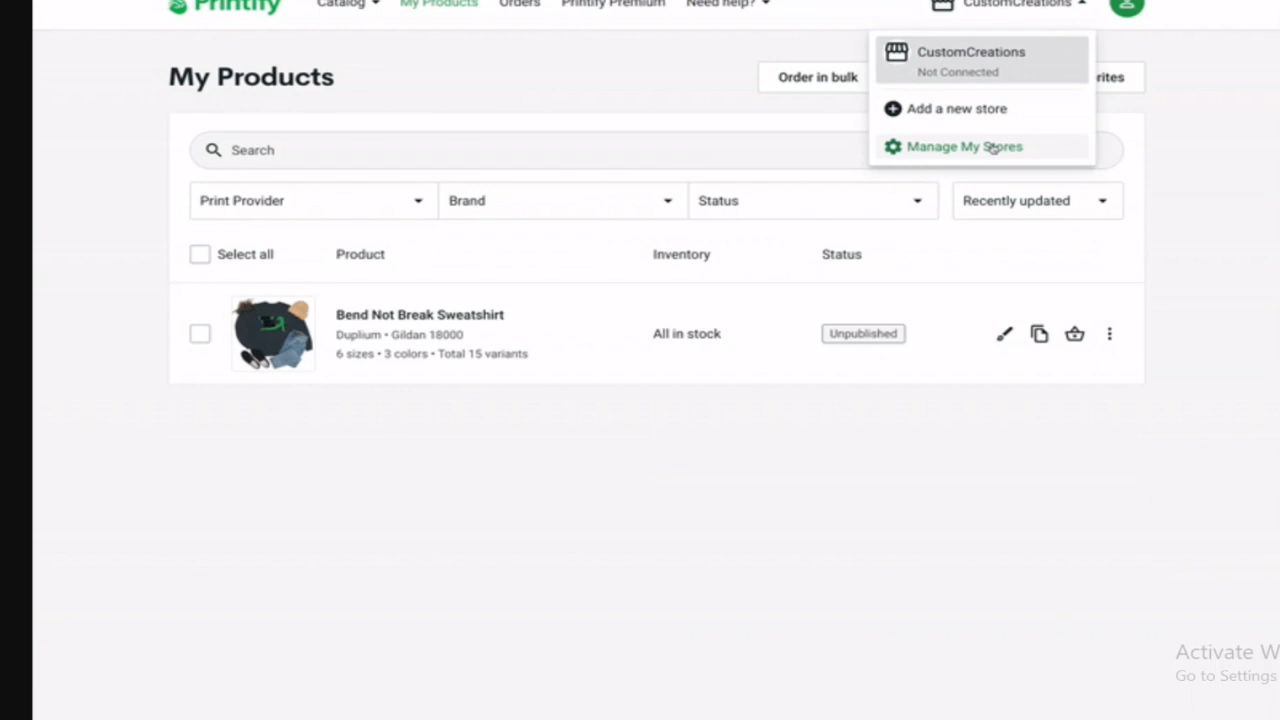 Printify Catalog My Products Orders Printify Premium Need help? CustomCreations
CustomCreations
Not Connected
My Products
Order in bulk
rites
Add a new store
Search
Manage My Stores
Print Provider Brand Status Recently updated
Select all Product Inventory Status
Bend Not Break Sweatshirt
Duplium • Gildan 18000
All in stock
Unpublished
6 sizes • 3 colors • Total 15 variants
Activate W
Go to Settings